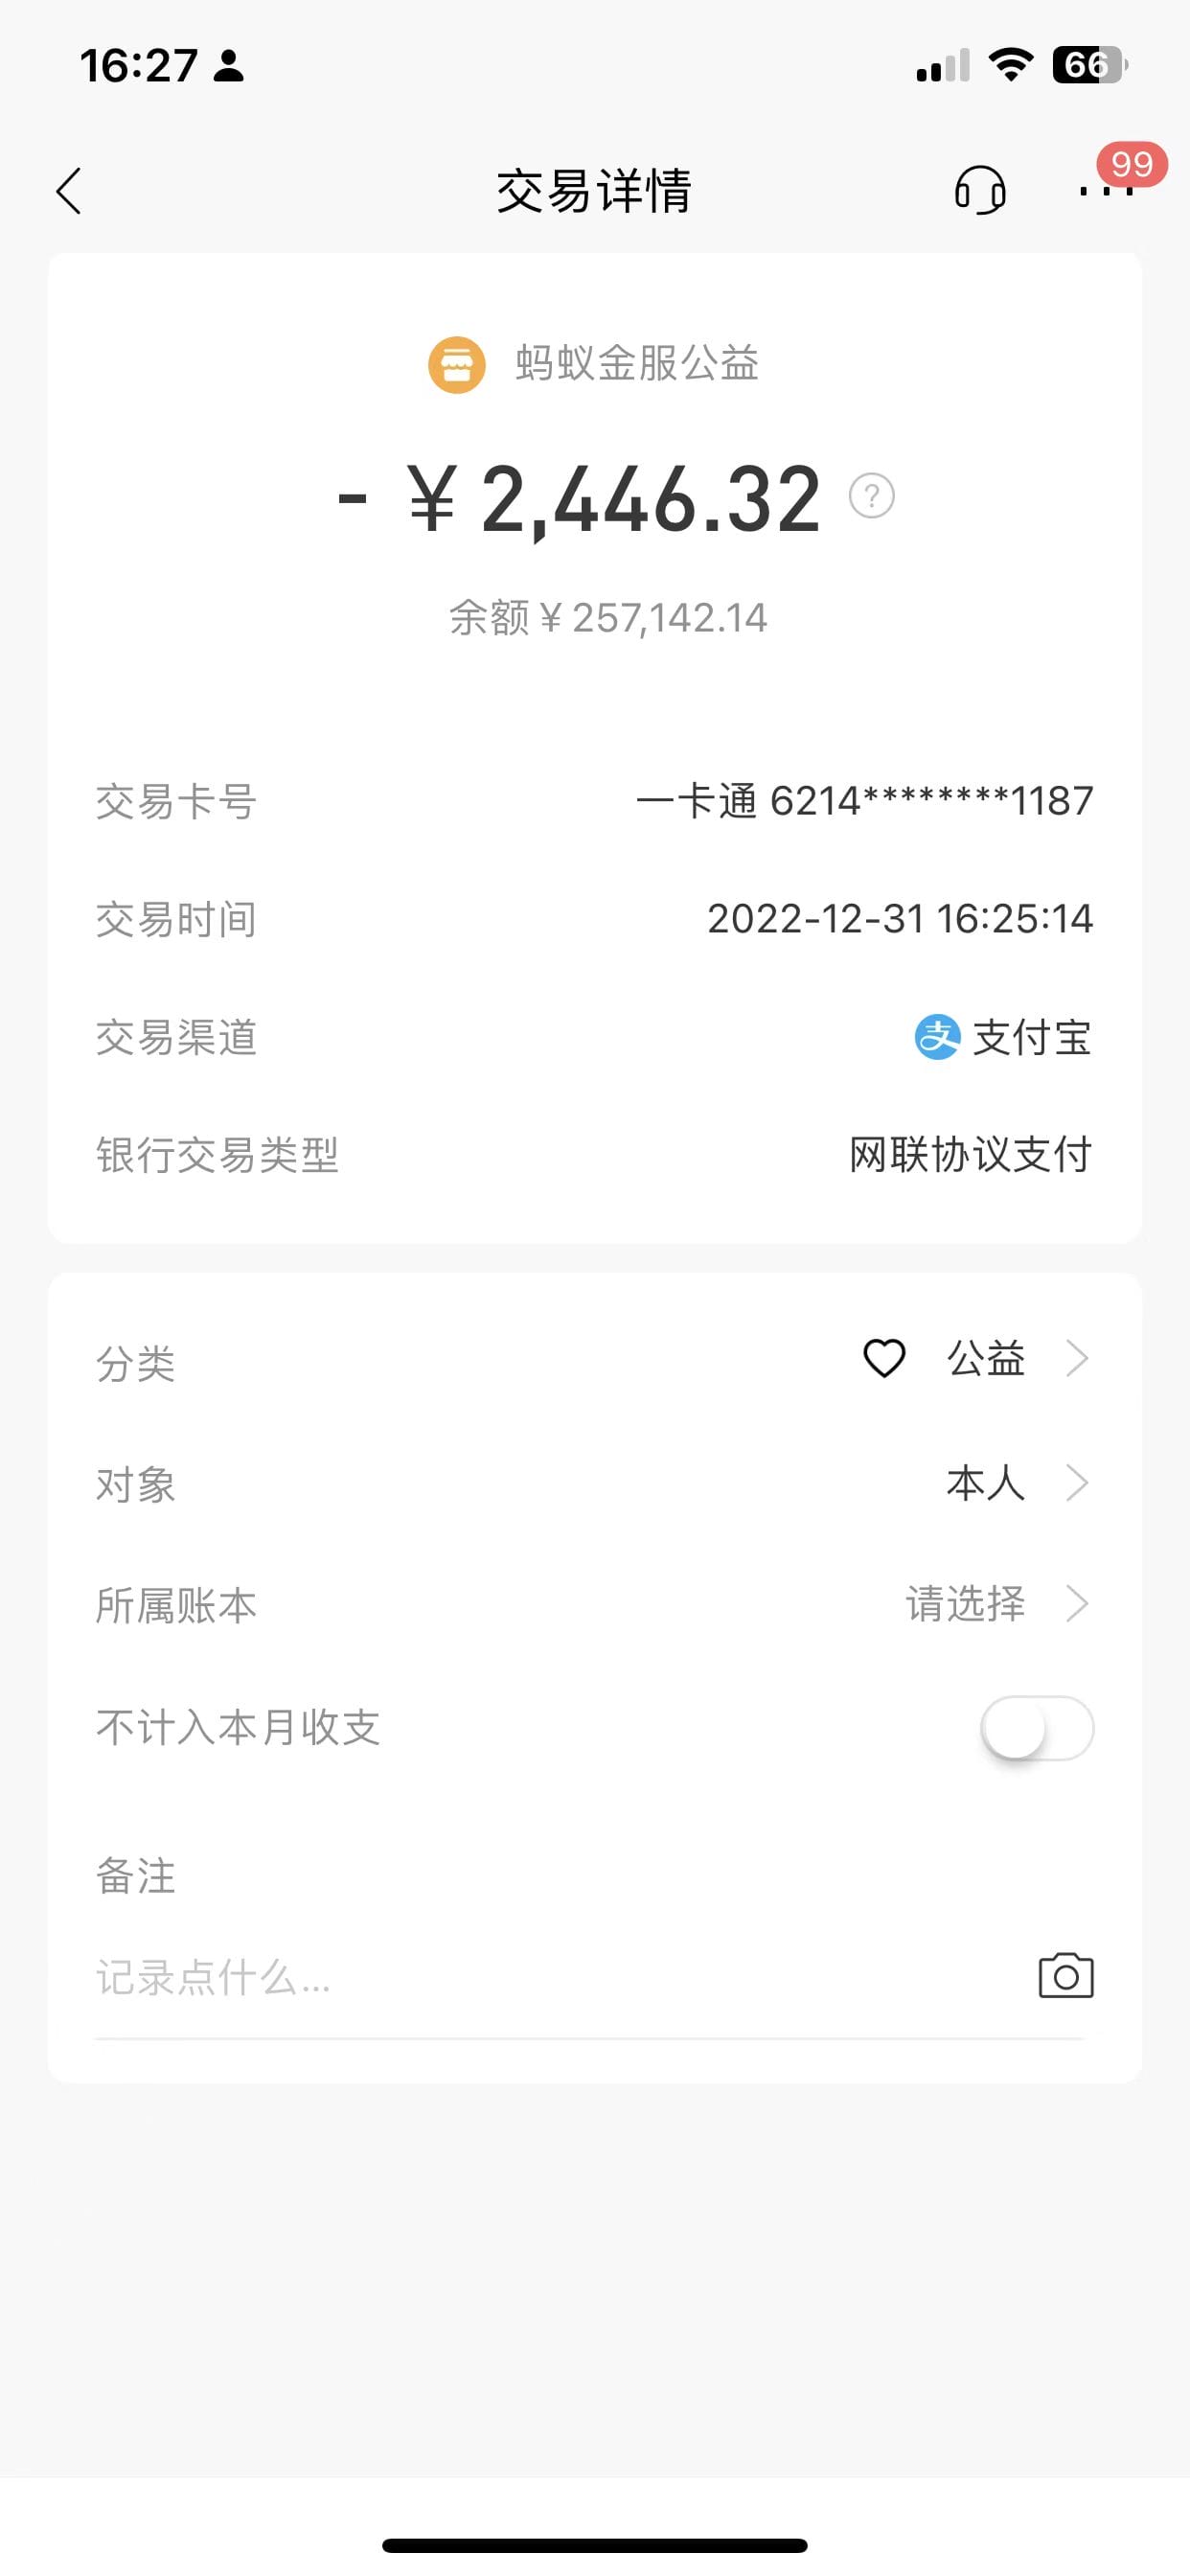 16:27
66
交易详情
99
蚂蚁金服公益
- ¥2,446.32 ?
余额¥257,142.14
交易卡号 一卡通 6214********1187
交易时间 2022-12-31 16:25:14
交易渠道 支 支付宝
银行交易类型 网联协议支付
分类 公益
对象 本人
所属账本 请选择
不计入本月收支
备注
记录点什么...